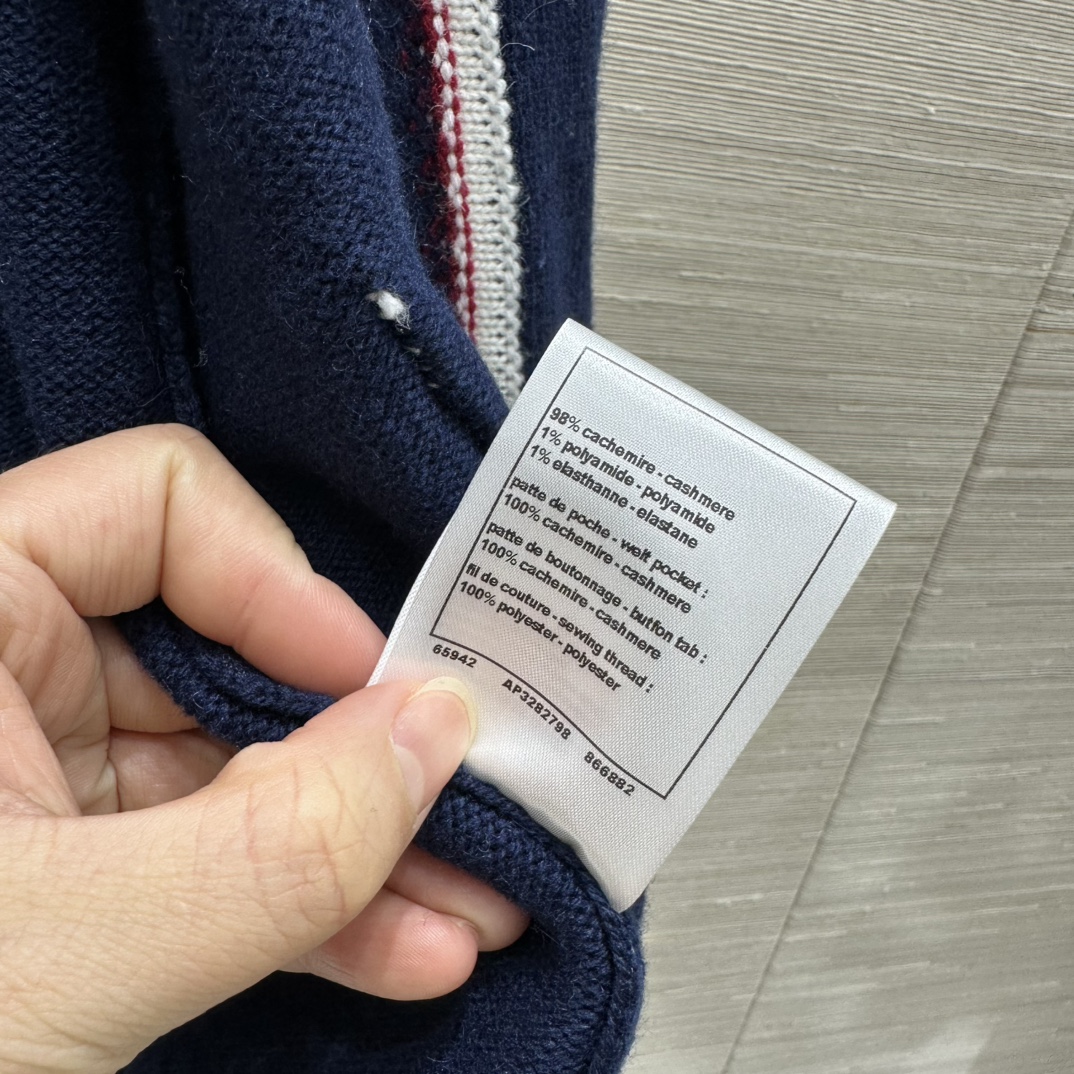 98% cachemire - cashmere
1% polyamide - polyamide
1% elasthanne - elastane
patte de poche - welt pocket :
100% cachemire - cashmere
patte de boutonnage - button tab :
100% cachemire - cashmere
fil de couture - sewing thread :
100% polyester - polyester
65942 AP3282798 866882